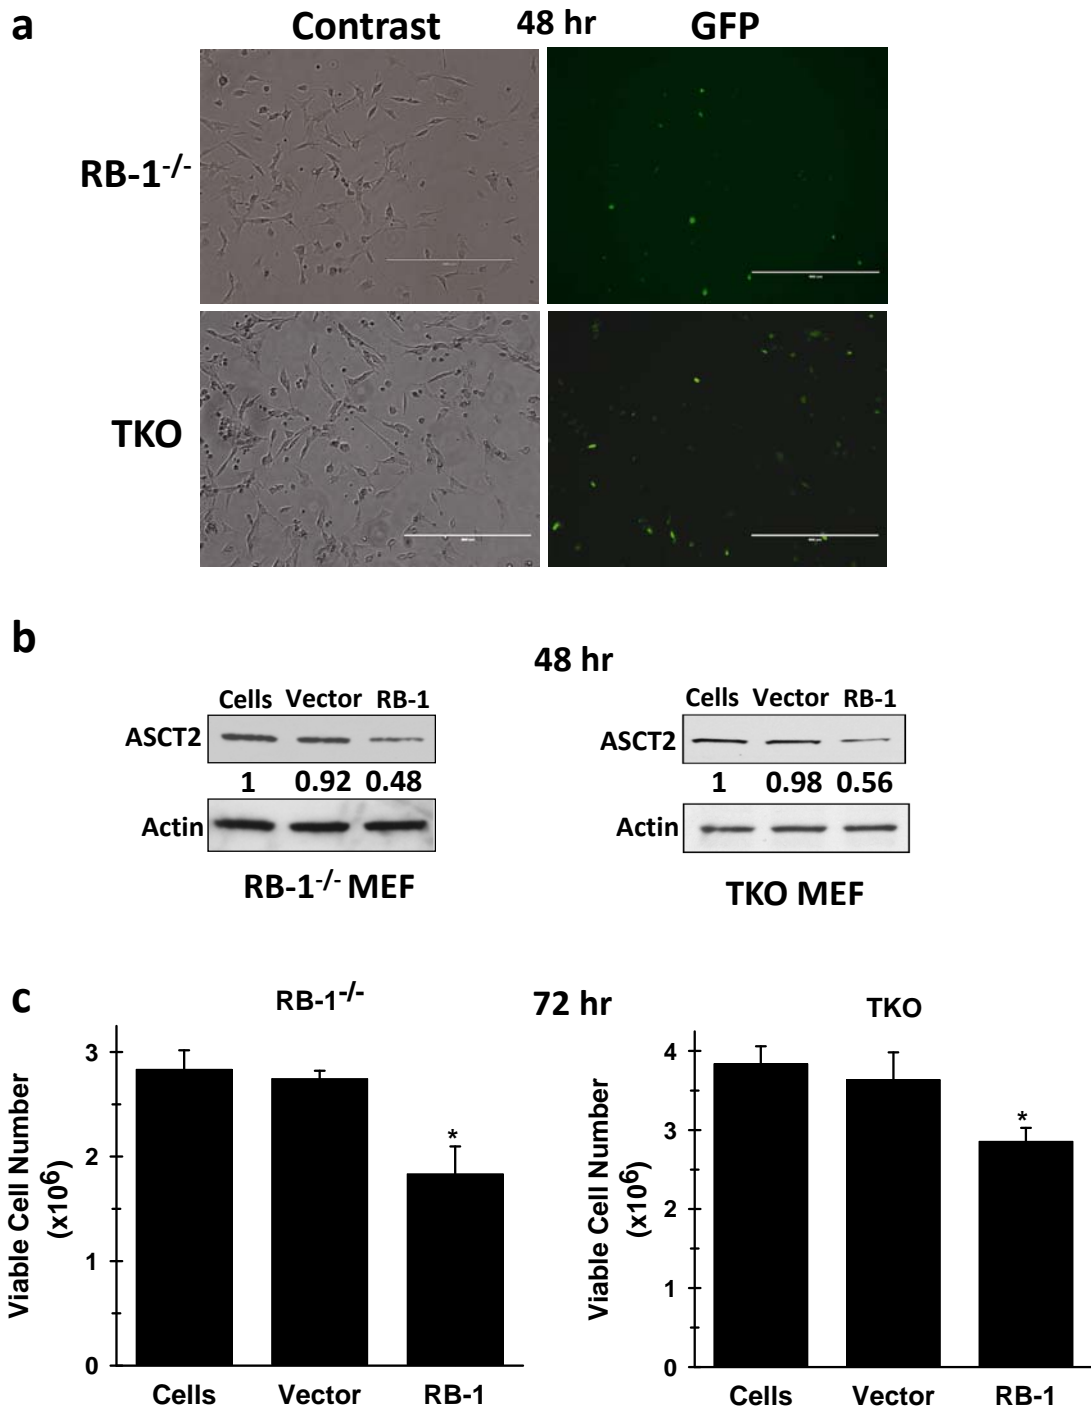 a
Contrast 48 hr GFP
RB-1-/-
TKO
b
48 hr
Cells Vector RB-1
ASCT2
1 0.92 0.48
Actin
RB-1-/- MEF
Cells Vector RB-1
ASCT2
1 0.98 0.56
Actin
TKO MEF
c
72 hr
RB-1-/-
Viable Cell Number
(x10⁶)
3
2
1
0
*
Cells Vector RB-1
TKO
Viable Cell Number
(x10⁶)
4
3
2
1
0
*
Cells Vector RB-1